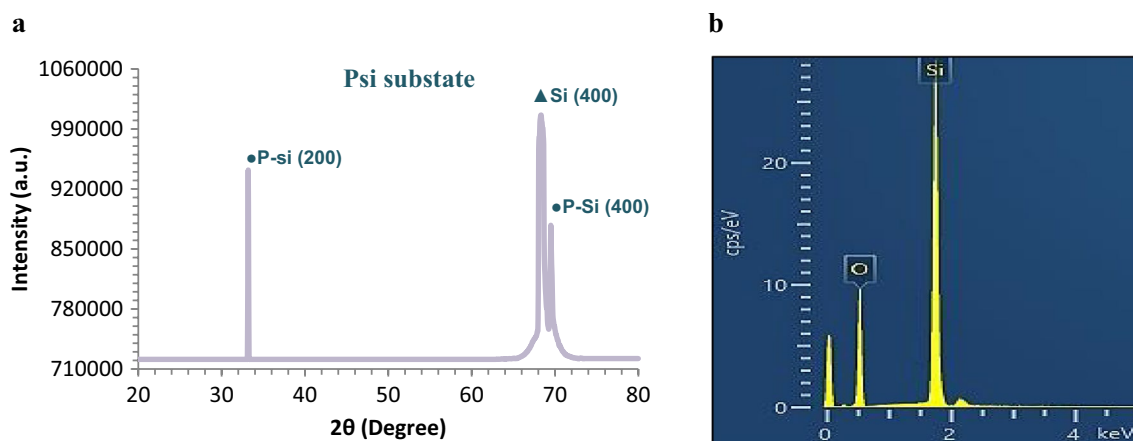 a
b
Psi substate
1060000
990000
920000
850000
780000
710000
Intensity (a.u.)
▲Si (400)
●P-si (200)
●P-Si (400)
20
30
40
50
60
70
80
2θ (Degree)
Si
O
20
10
0
cps/eV
0
2
4
keV